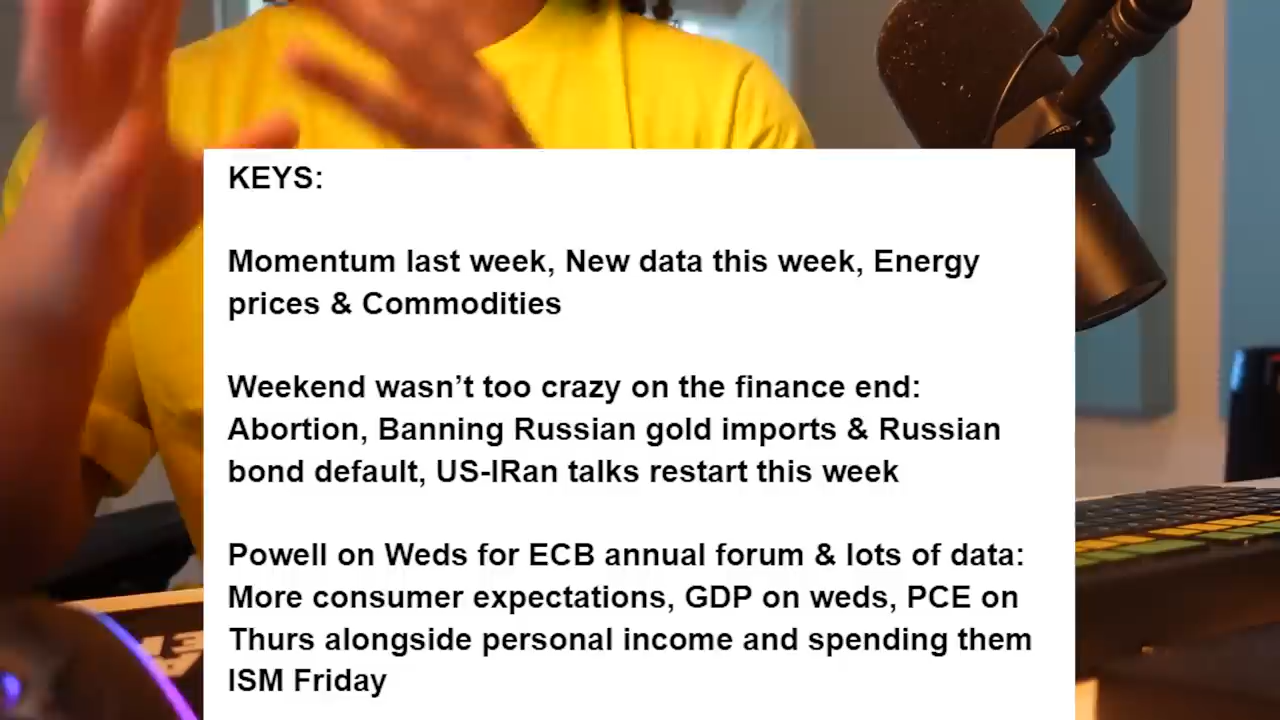 KEYS:
Momentum last week, New data this week, Energy
prices & Commodities
Weekend wasn’t too crazy on the finance end:
Abortion, Banning Russian gold imports & Russian
bond default, US-IRan talks restart this week
Powell on Weds for ECB annual forum & lots of data:
More consumer expectations, GDP on weds, PCE on
Thurs alongside personal income and spending them
ISM Friday